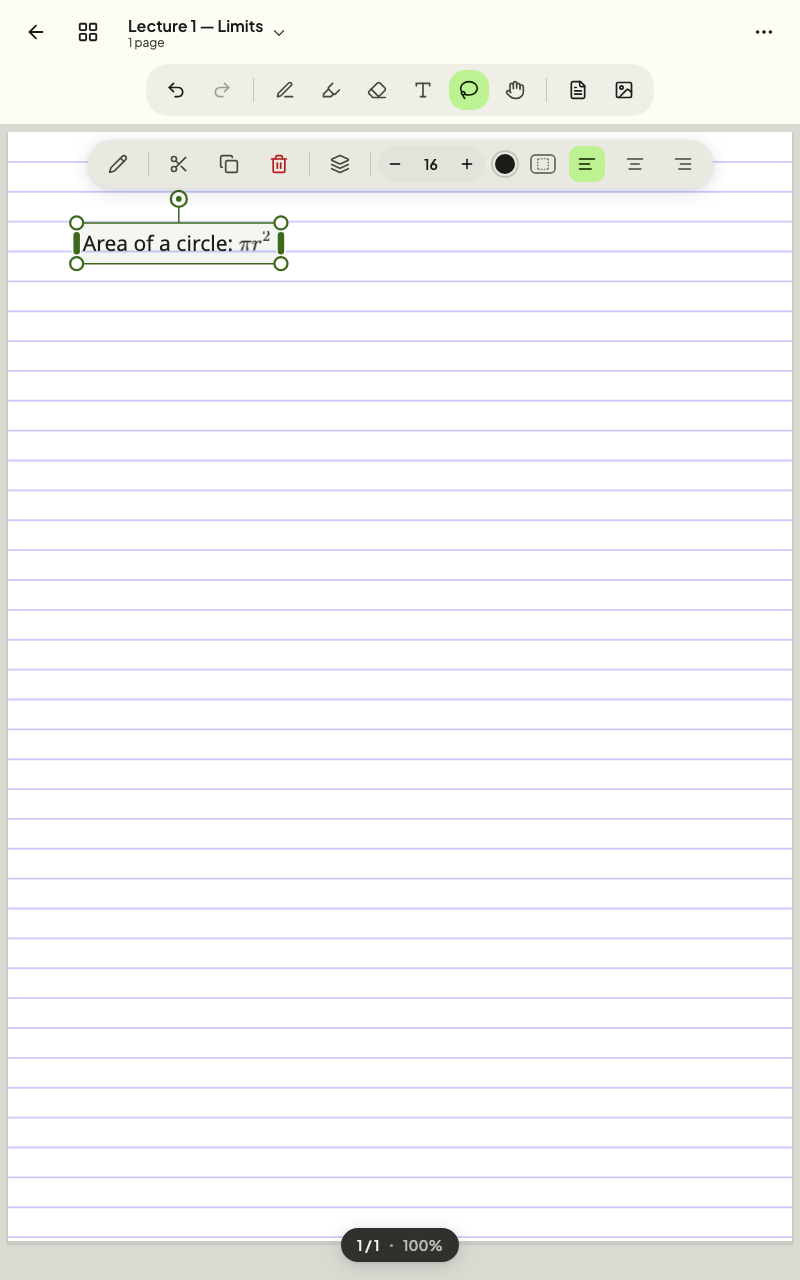 Lecture 1 — Limits
1 page
16
Area of a circle: πr²
1 / 1 · 100%